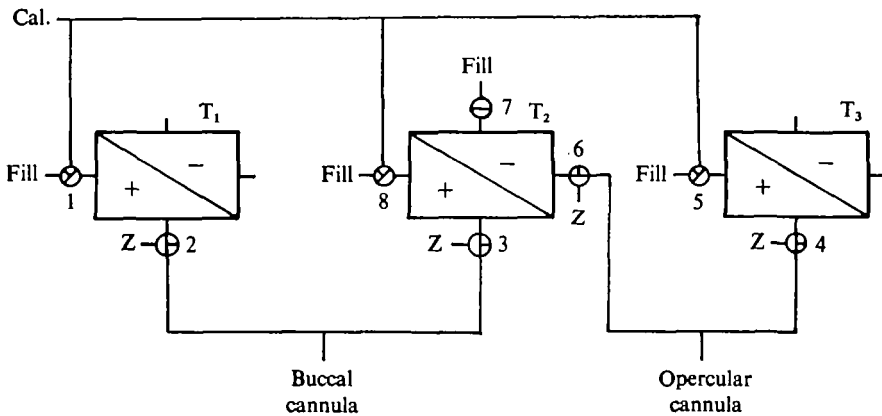 Cal.
Fill
7
T₁
T₂
T₃
.6
Fill
1
Fill
8
Fill
5
+
−
+
−
+
−
Z
Z
2
Z
3
Z
4
Buccal
cannula
Opercular
cannula